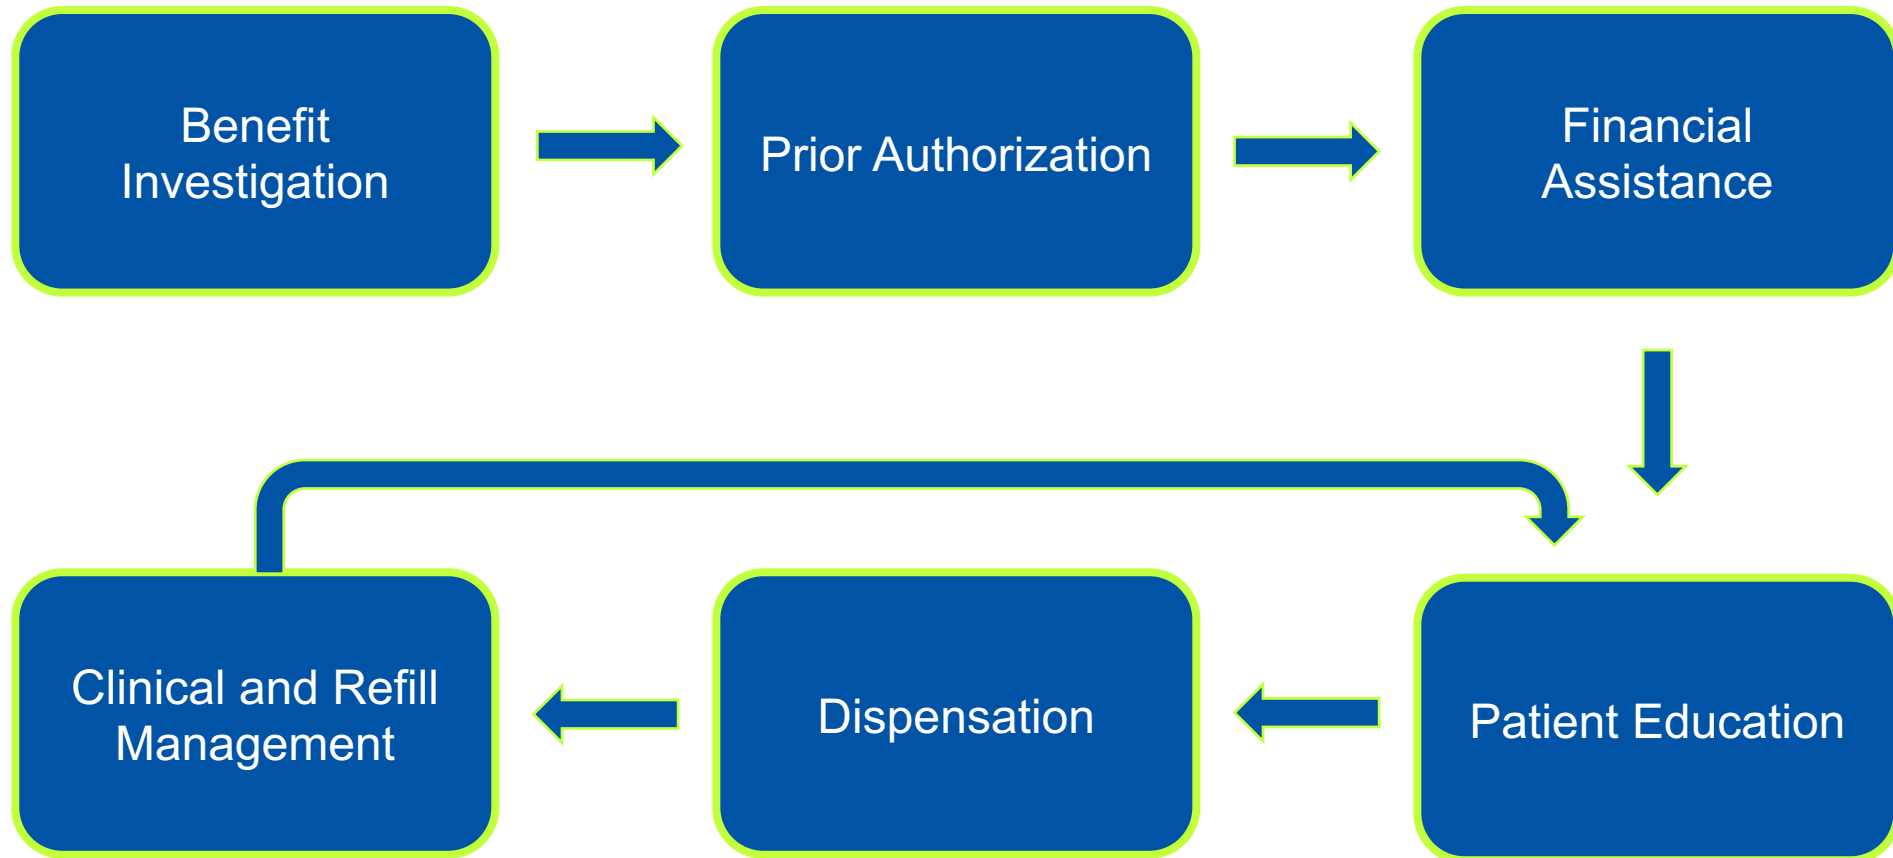 Benefit
Investigation
Prior Authorization
Financial
Assistance
Clinical and Refill
Management
Dispensation
Patient Education